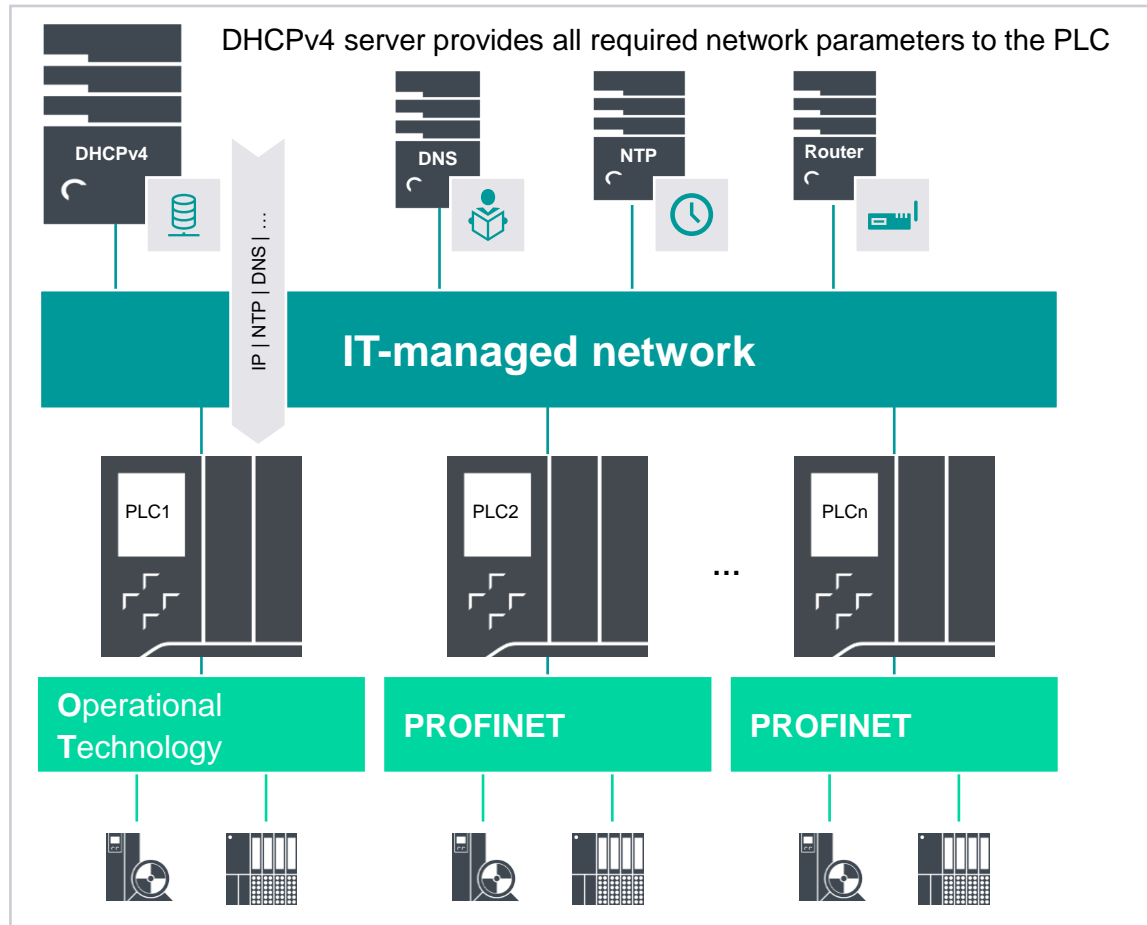 DHCPv4 server provides all required network parameters to the PLC
DHCPv4
DNS
NTP
Router
IP | NTP | DNS | …
IT-managed network
PLC1
PLC2
PLCn
...
Operational
Technology
PROFINET
PROFINET